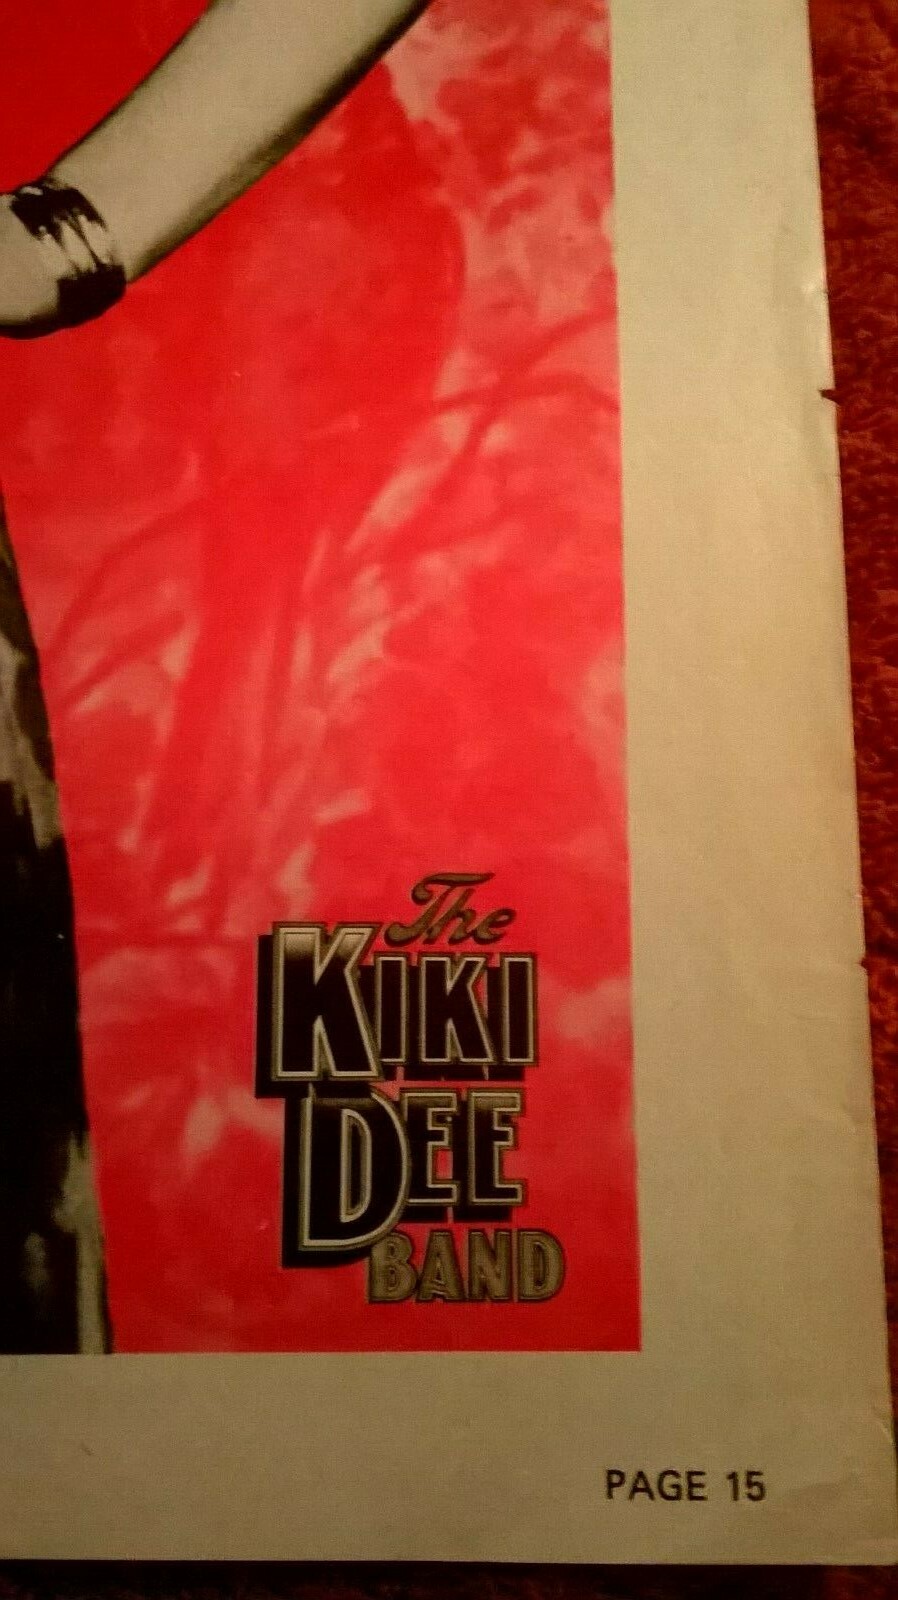 The
KIKI
DEE
BAND
PAGE 15